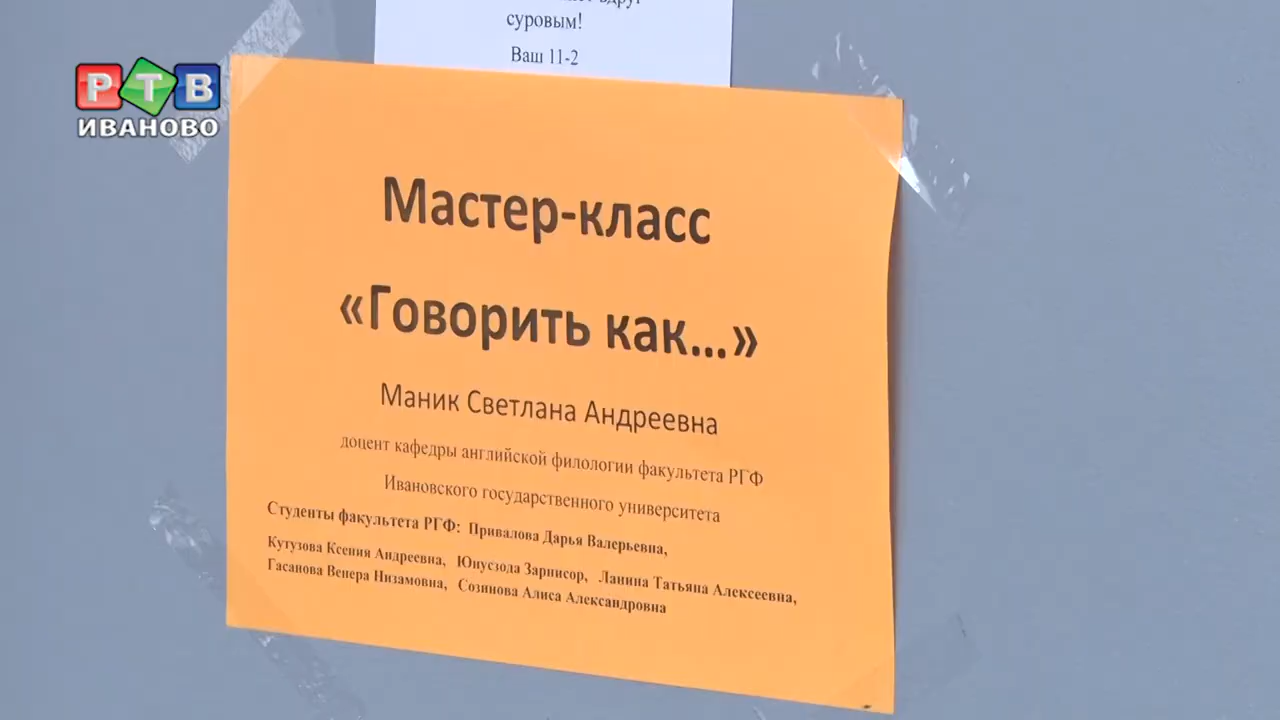 суровым!
Ваш 11-2
РТВ
ИВАНОВО
Мастер-класс
«Говорить как...»
Маник Светлана Андреевна
доцент кафедры английской филологии факультета РГФ
Ивановского государственного университета
Студенты факультета РГФ: Привалова Дарья Валерьевна,
Кутузова Ксения Андреевна, Юнусзода Зарнисор, Ланина Татьяна Алексеевна,
Гасанова Венера Низамовна, Созинова Алиса Александровна